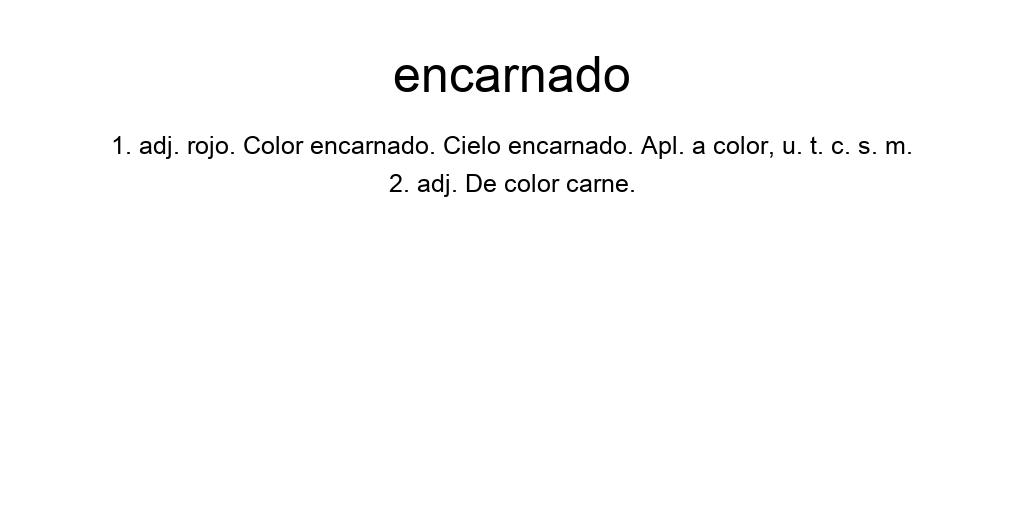 encarnado
1. adj. rojo. Color encarnado. Cielo encarnado. Apl. a color, u. t. c. s. m.
2. adj. De color carne.